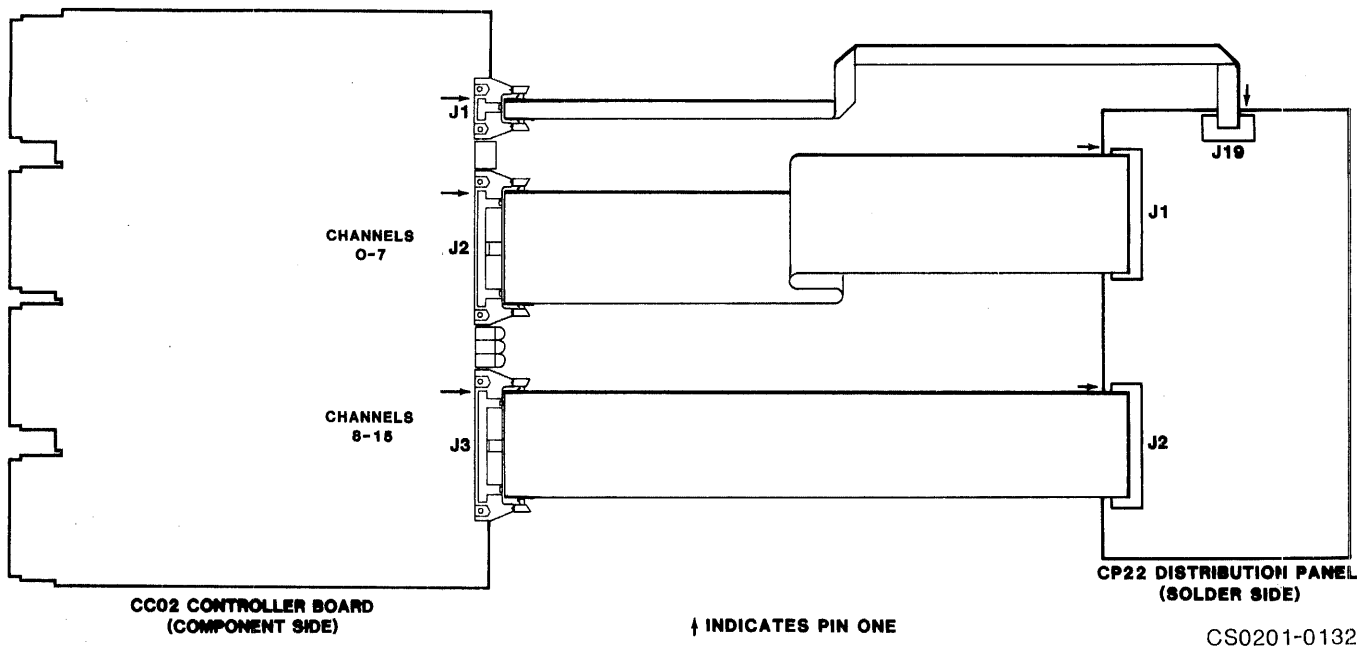 J1
J19
CHANNELS
0-7
J2
J1
CHANNELS
8-15
J3
J2
CC02 CONTROLLER BOARD
(COMPONENT SIDE)
INDICATES PIN ONE
CP22 DISTRIBUTION PANEL
(SOLDER SIDE)
CS0201-0132